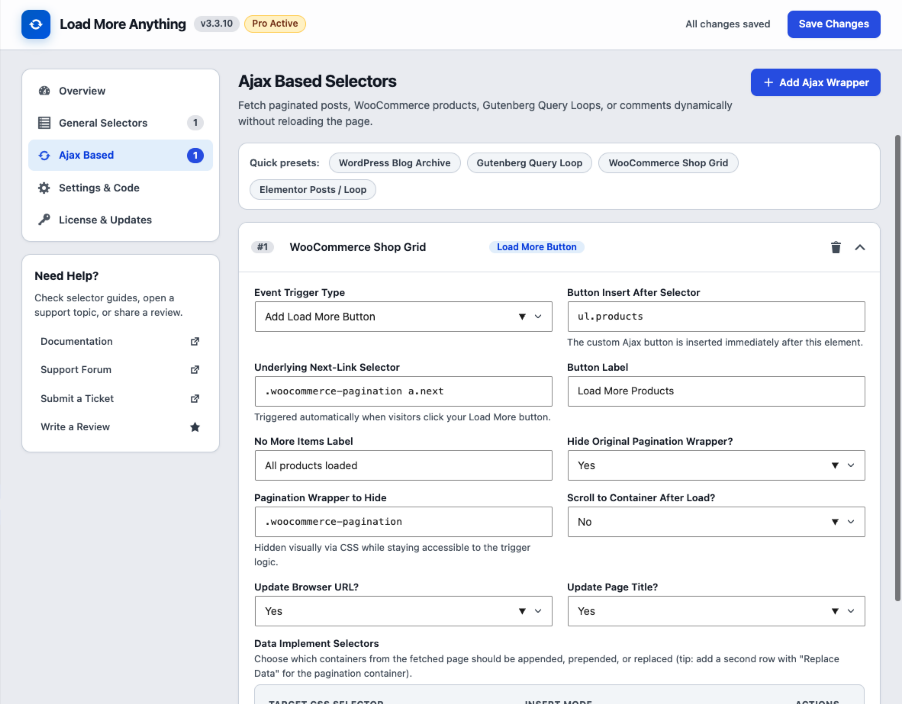 Load More Anything v3.3.10 Pro Active All changes saved Save Changes
Overview
General Selectors 1
Ajax Based 1
Settings & Code
License & Updates
Need Help?
Check selector guides, open a
support topic, or share a review.
Documentation
Support Forum
Submit a Ticket
Write a Review
Ajax Based Selectors
+ Add Ajax Wrapper
Fetch paginated posts, WooCommerce products, Gutenberg Query Loops, or comments dynamically
without reloading the page.
Quick presets: WordPress Blog Archive Gutenberg Query Loop WooCommerce Shop Grid
Elementor Posts / Loop
#1 WooCommerce Shop Grid Load More Button
Event Trigger Type
Add Load More Button
Button Insert After Selector
ul.products
The custom Ajax button is inserted immediately after this element.
Underlying Next-Link Selector
.woocommerce-pagination a.next
Triggered automatically when visitors click your Load More button.
Button Label
Load More Products
No More Items Label
All products loaded
Hide Original Pagination Wrapper?
Yes
Pagination Wrapper to Hide
.woocommerce-pagination
Hidden visually via CSS while staying accessible to the trigger
logic.
Scroll to Container After Load?
No
Update Browser URL?
Yes
Update Page Title?
Yes
Data Implement Selectors
Choose which containers from the fetched page should be appended, prepended, or replaced (tip: add a second row with "Replace
Data" for the pagination container).
TARGET CSS SELECTOR INSERT MODE ACTIONS